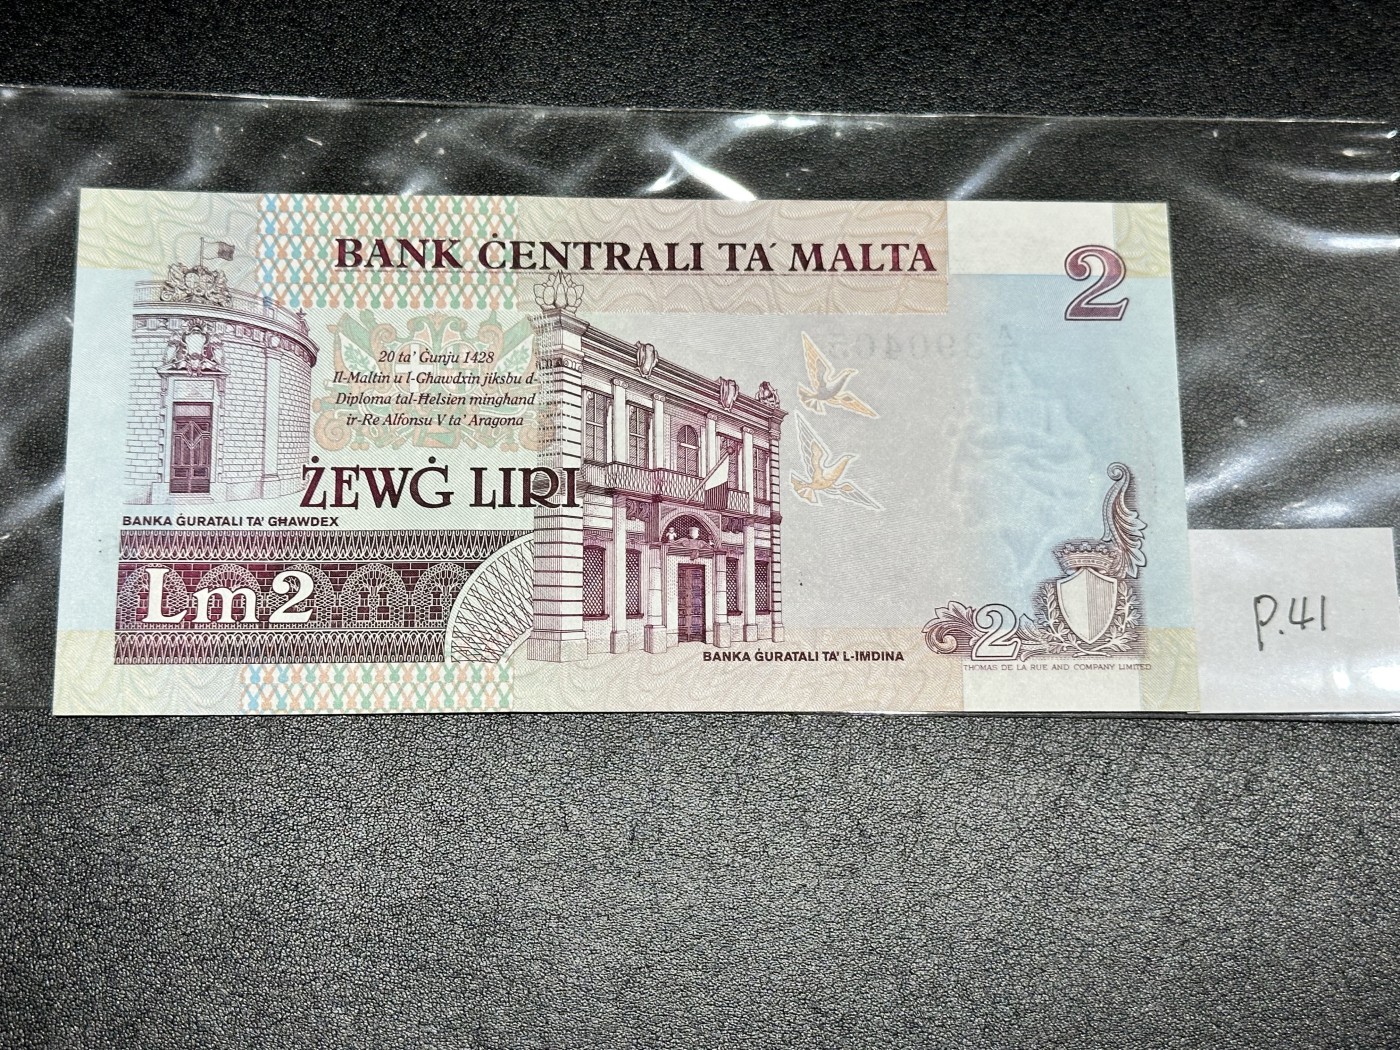 BANK ĊENTRALI TA' MALTA
2
20 ta' Ġunju 1428
Il-Maltin u l-Għawdxin jiksbu d-
Diploma tal-Ħelsien mingħand
ir-Re Alfonsu V ta' Aragona
ŻEWĠ LIRI
BANKA ĠURATALI TA' GĦAWDEX
Lm2
BANKA ĠURATALI TA' L-IMDINA
2
THOMAS DE LA RUE AND COMPANY LIMITED
P.41